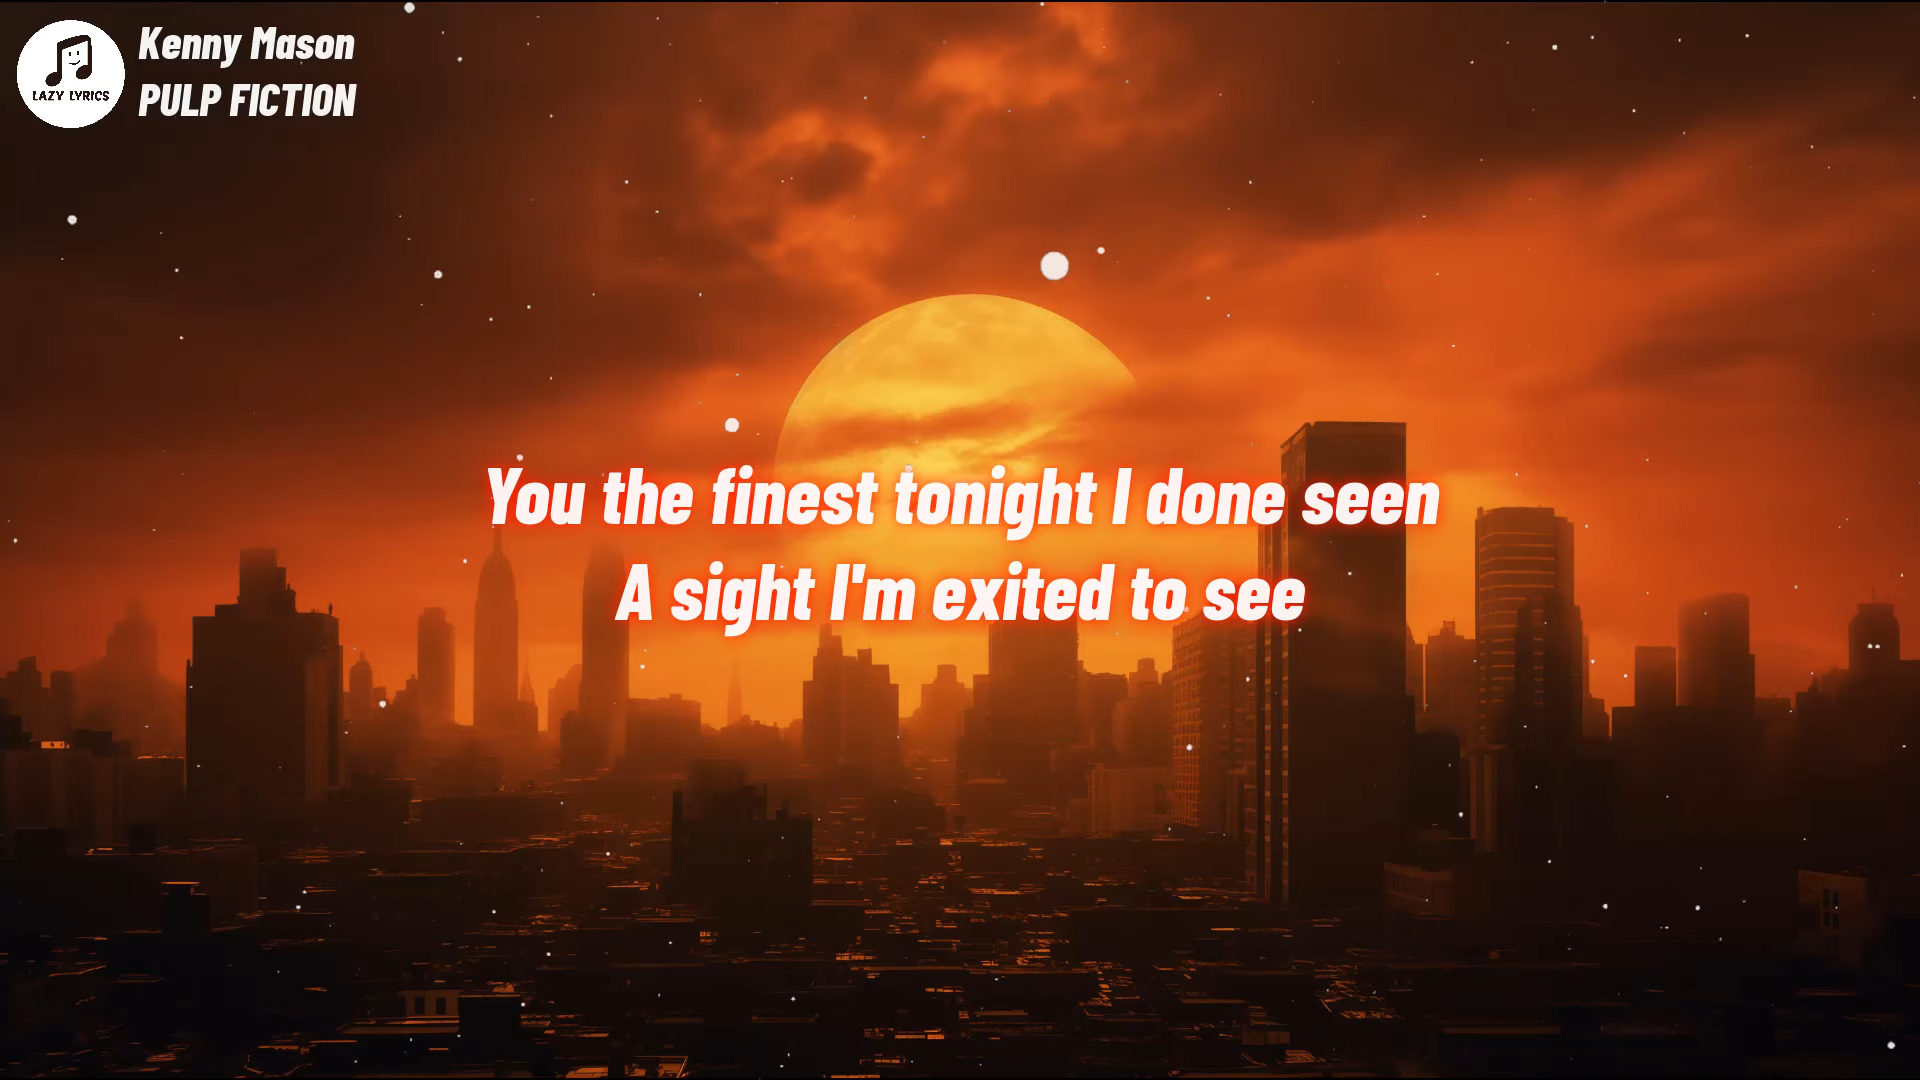 Kenny Mason
PULP FICTION
LAZY LYRICS
You the finest tonight I done seen
A sight I'm exited to see